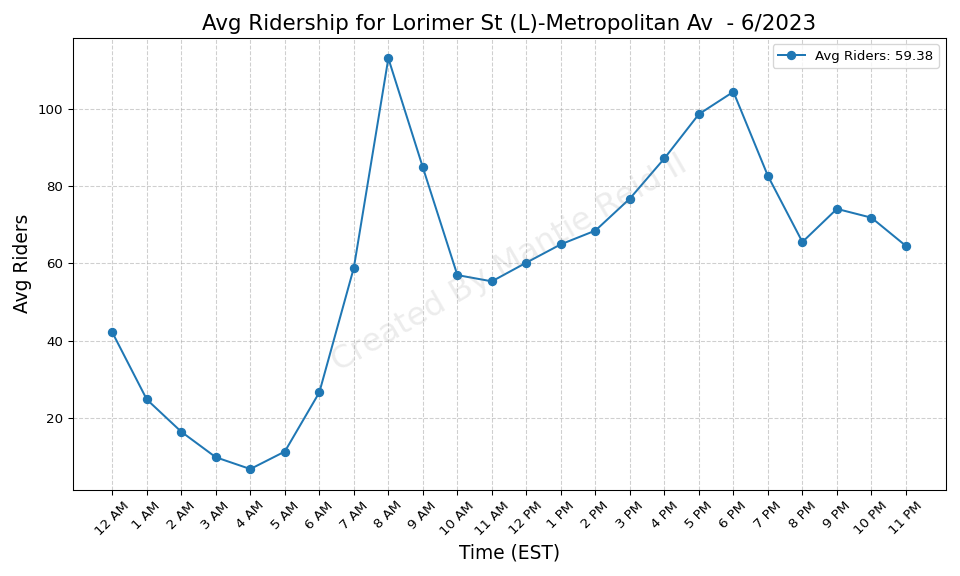 Avg Ridership for Lorimer St (L)-Metropolitan Av  - 6/2023
Avg Riders: 59.38
Avg Riders
100
80
60
40
20
Created By Mantie Reid II
12 AM
1 AM
2 AM
3 AM
4 AM
5 AM
6 AM
7 AM
8 AM
9 AM
10 AM
11 AM
12 PM
1 PM
2 PM
3 PM
4 PM
5 PM
6 PM
7 PM
8 PM
9 PM
10 PM
11 PM
Time (EST)